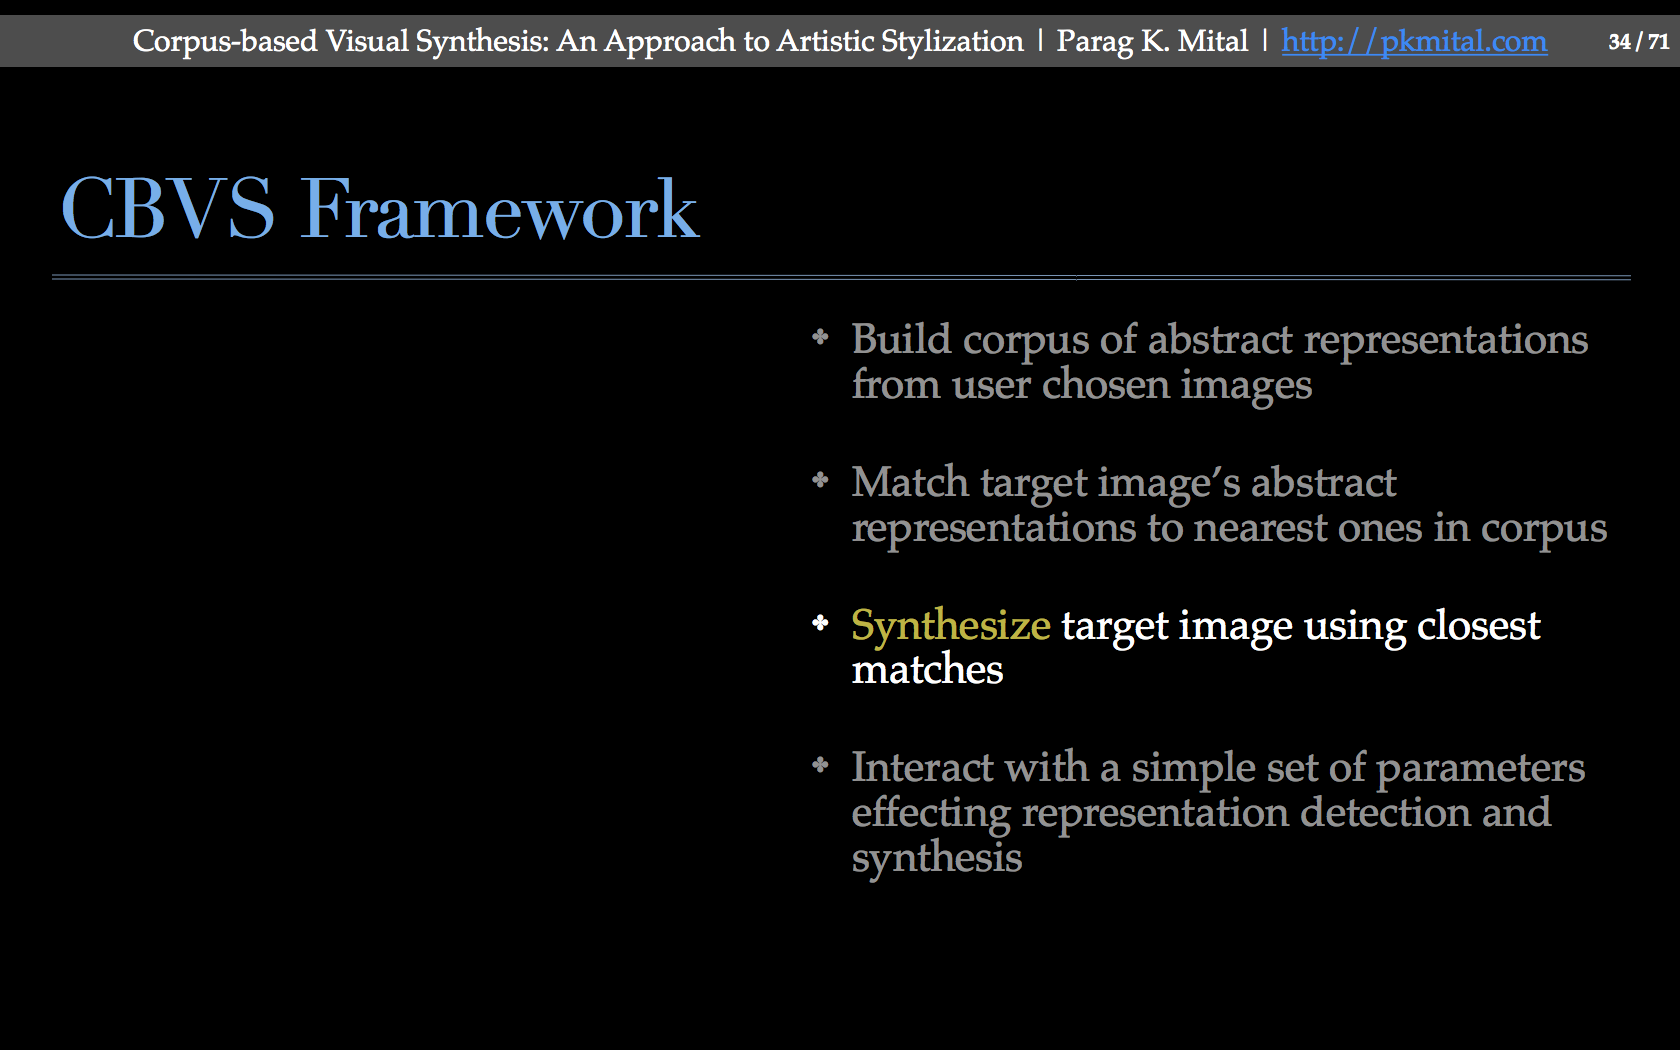 Corpus-based Visual Synthesis: An Approach to Artistic Stylization | Parag K. Mital | http://pkmital.com 34 / 71
CBVS Framework
✤ Build corpus of abstract representations
from user chosen images
✤ Match target image’s abstract
representations to nearest ones in corpus
✤ Synthesize target image using closest
matches
✤ Interact with a simple set of parameters
effecting representation detection and
synthesis